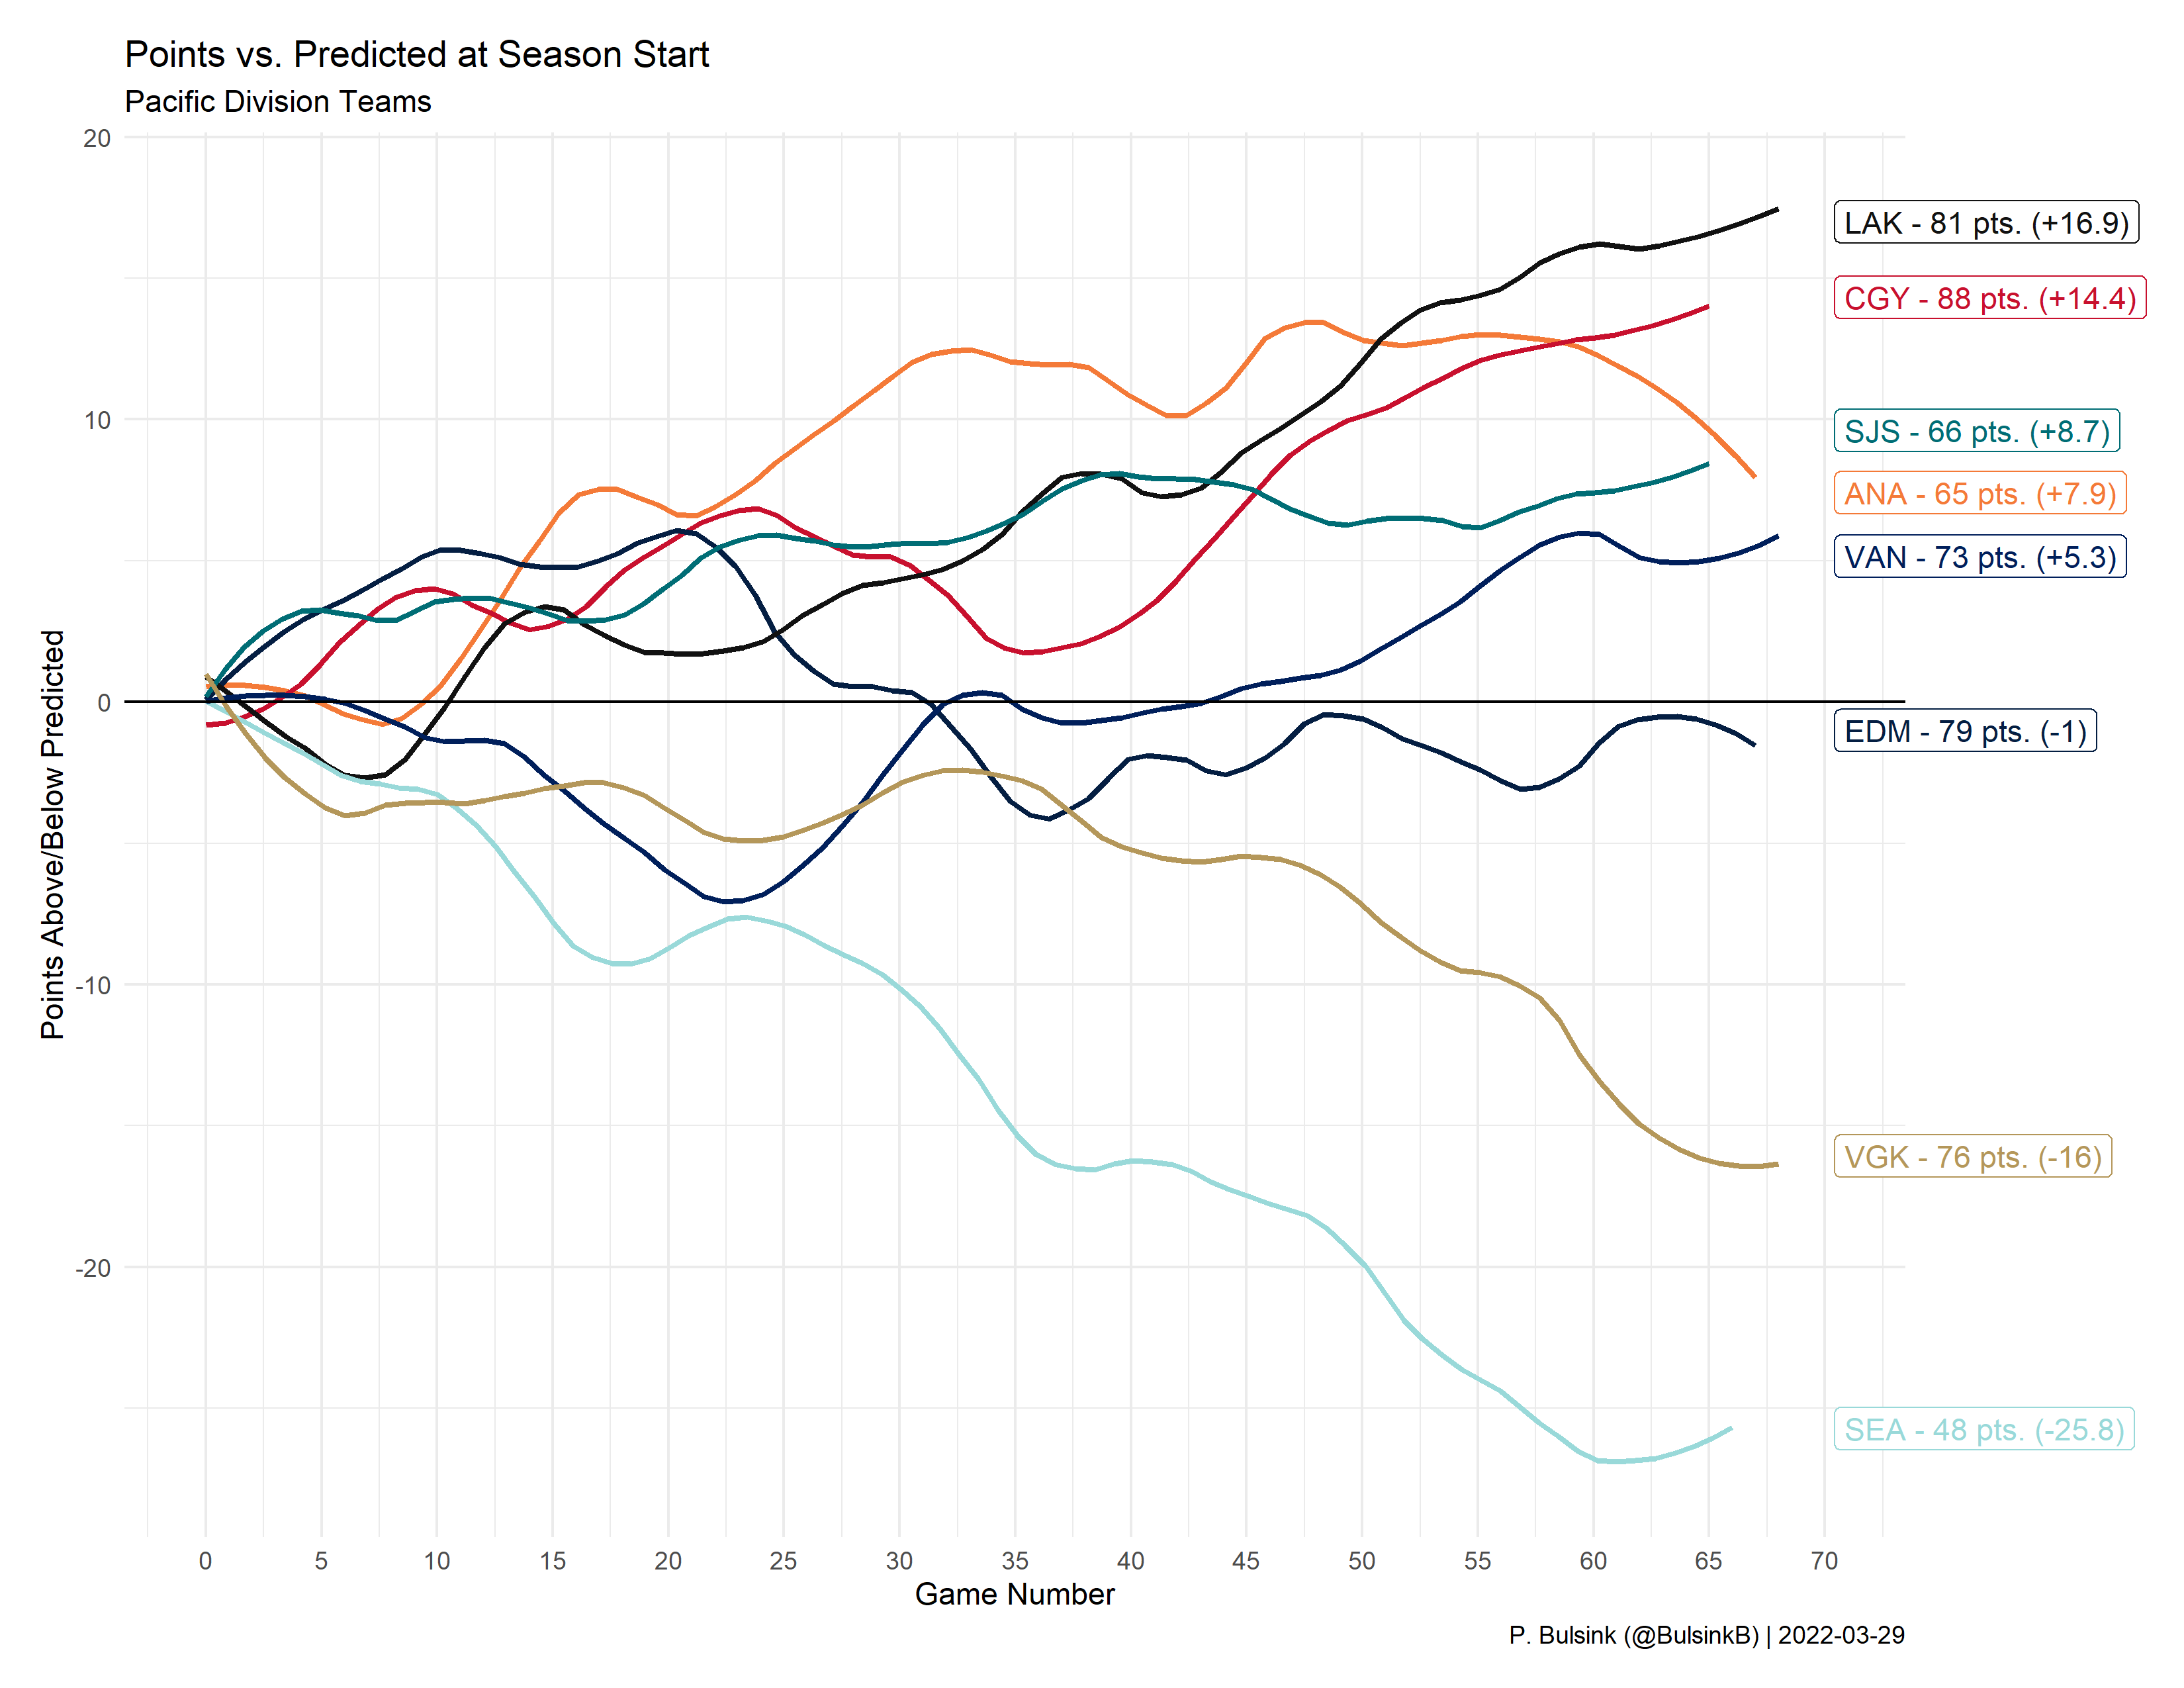 Points vs. Predicted at Season Start
Pacific Division Teams
Points Above/Below Predicted
20
10
0
-10
-20
LAK - 81 pts. (+16.9)
CGY - 88 pts. (+14.4)
SJS - 66 pts. (+8.7)
ANA - 65 pts. (+7.9)
VAN - 73 pts. (+5.3)
EDM - 79 pts. (-1)
VGK - 76 pts. (-16)
SEA - 48 pts. (-25.8)
0 5 10 15 20 25 30 35 40 45 50 55 60 65 70
Game Number
P. Bulsink (@BulsinkB) | 2022-03-29